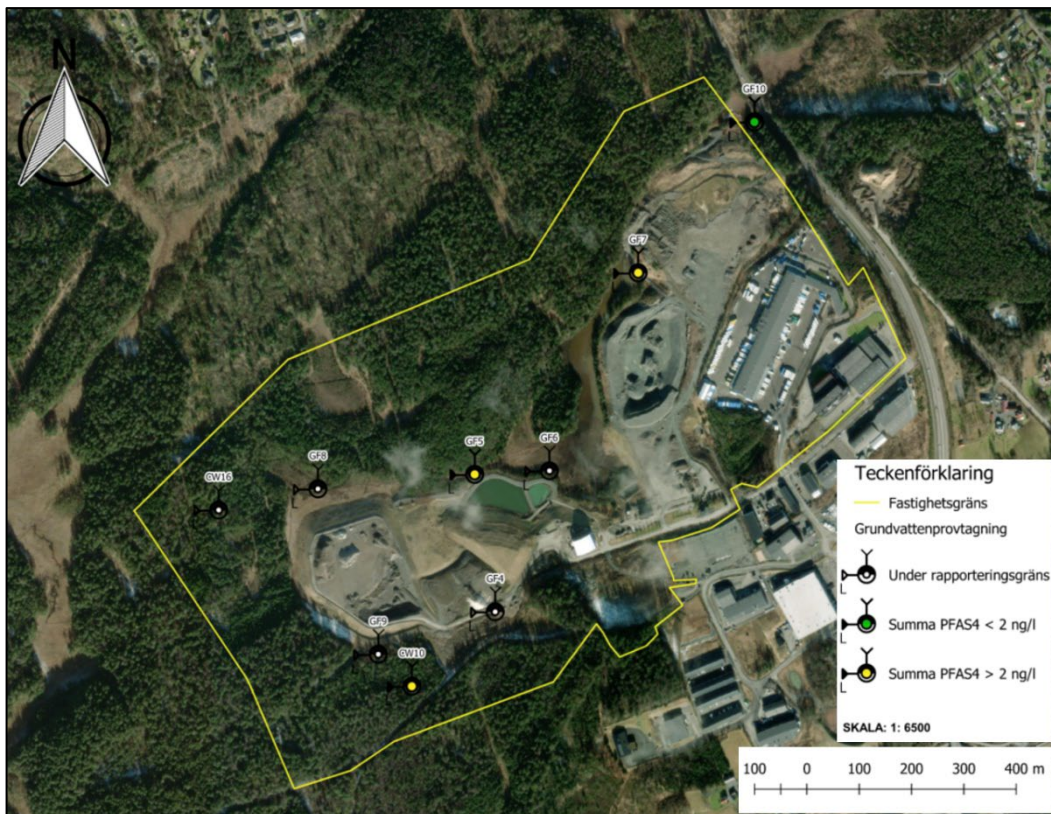 N
GF10
GF7
GF5
GF6
GF8
CW16
GF4
GF9
CW10
Teckenförklaring
Fastighetsgräns
Grundvattenprovtagning
Under rapporteringsgräns
Summa PFAS4 < 2 ng/l
Summa PFAS4 > 2 ng/l
SKALA: 1: 6500
100 0 100 200 300 400 m